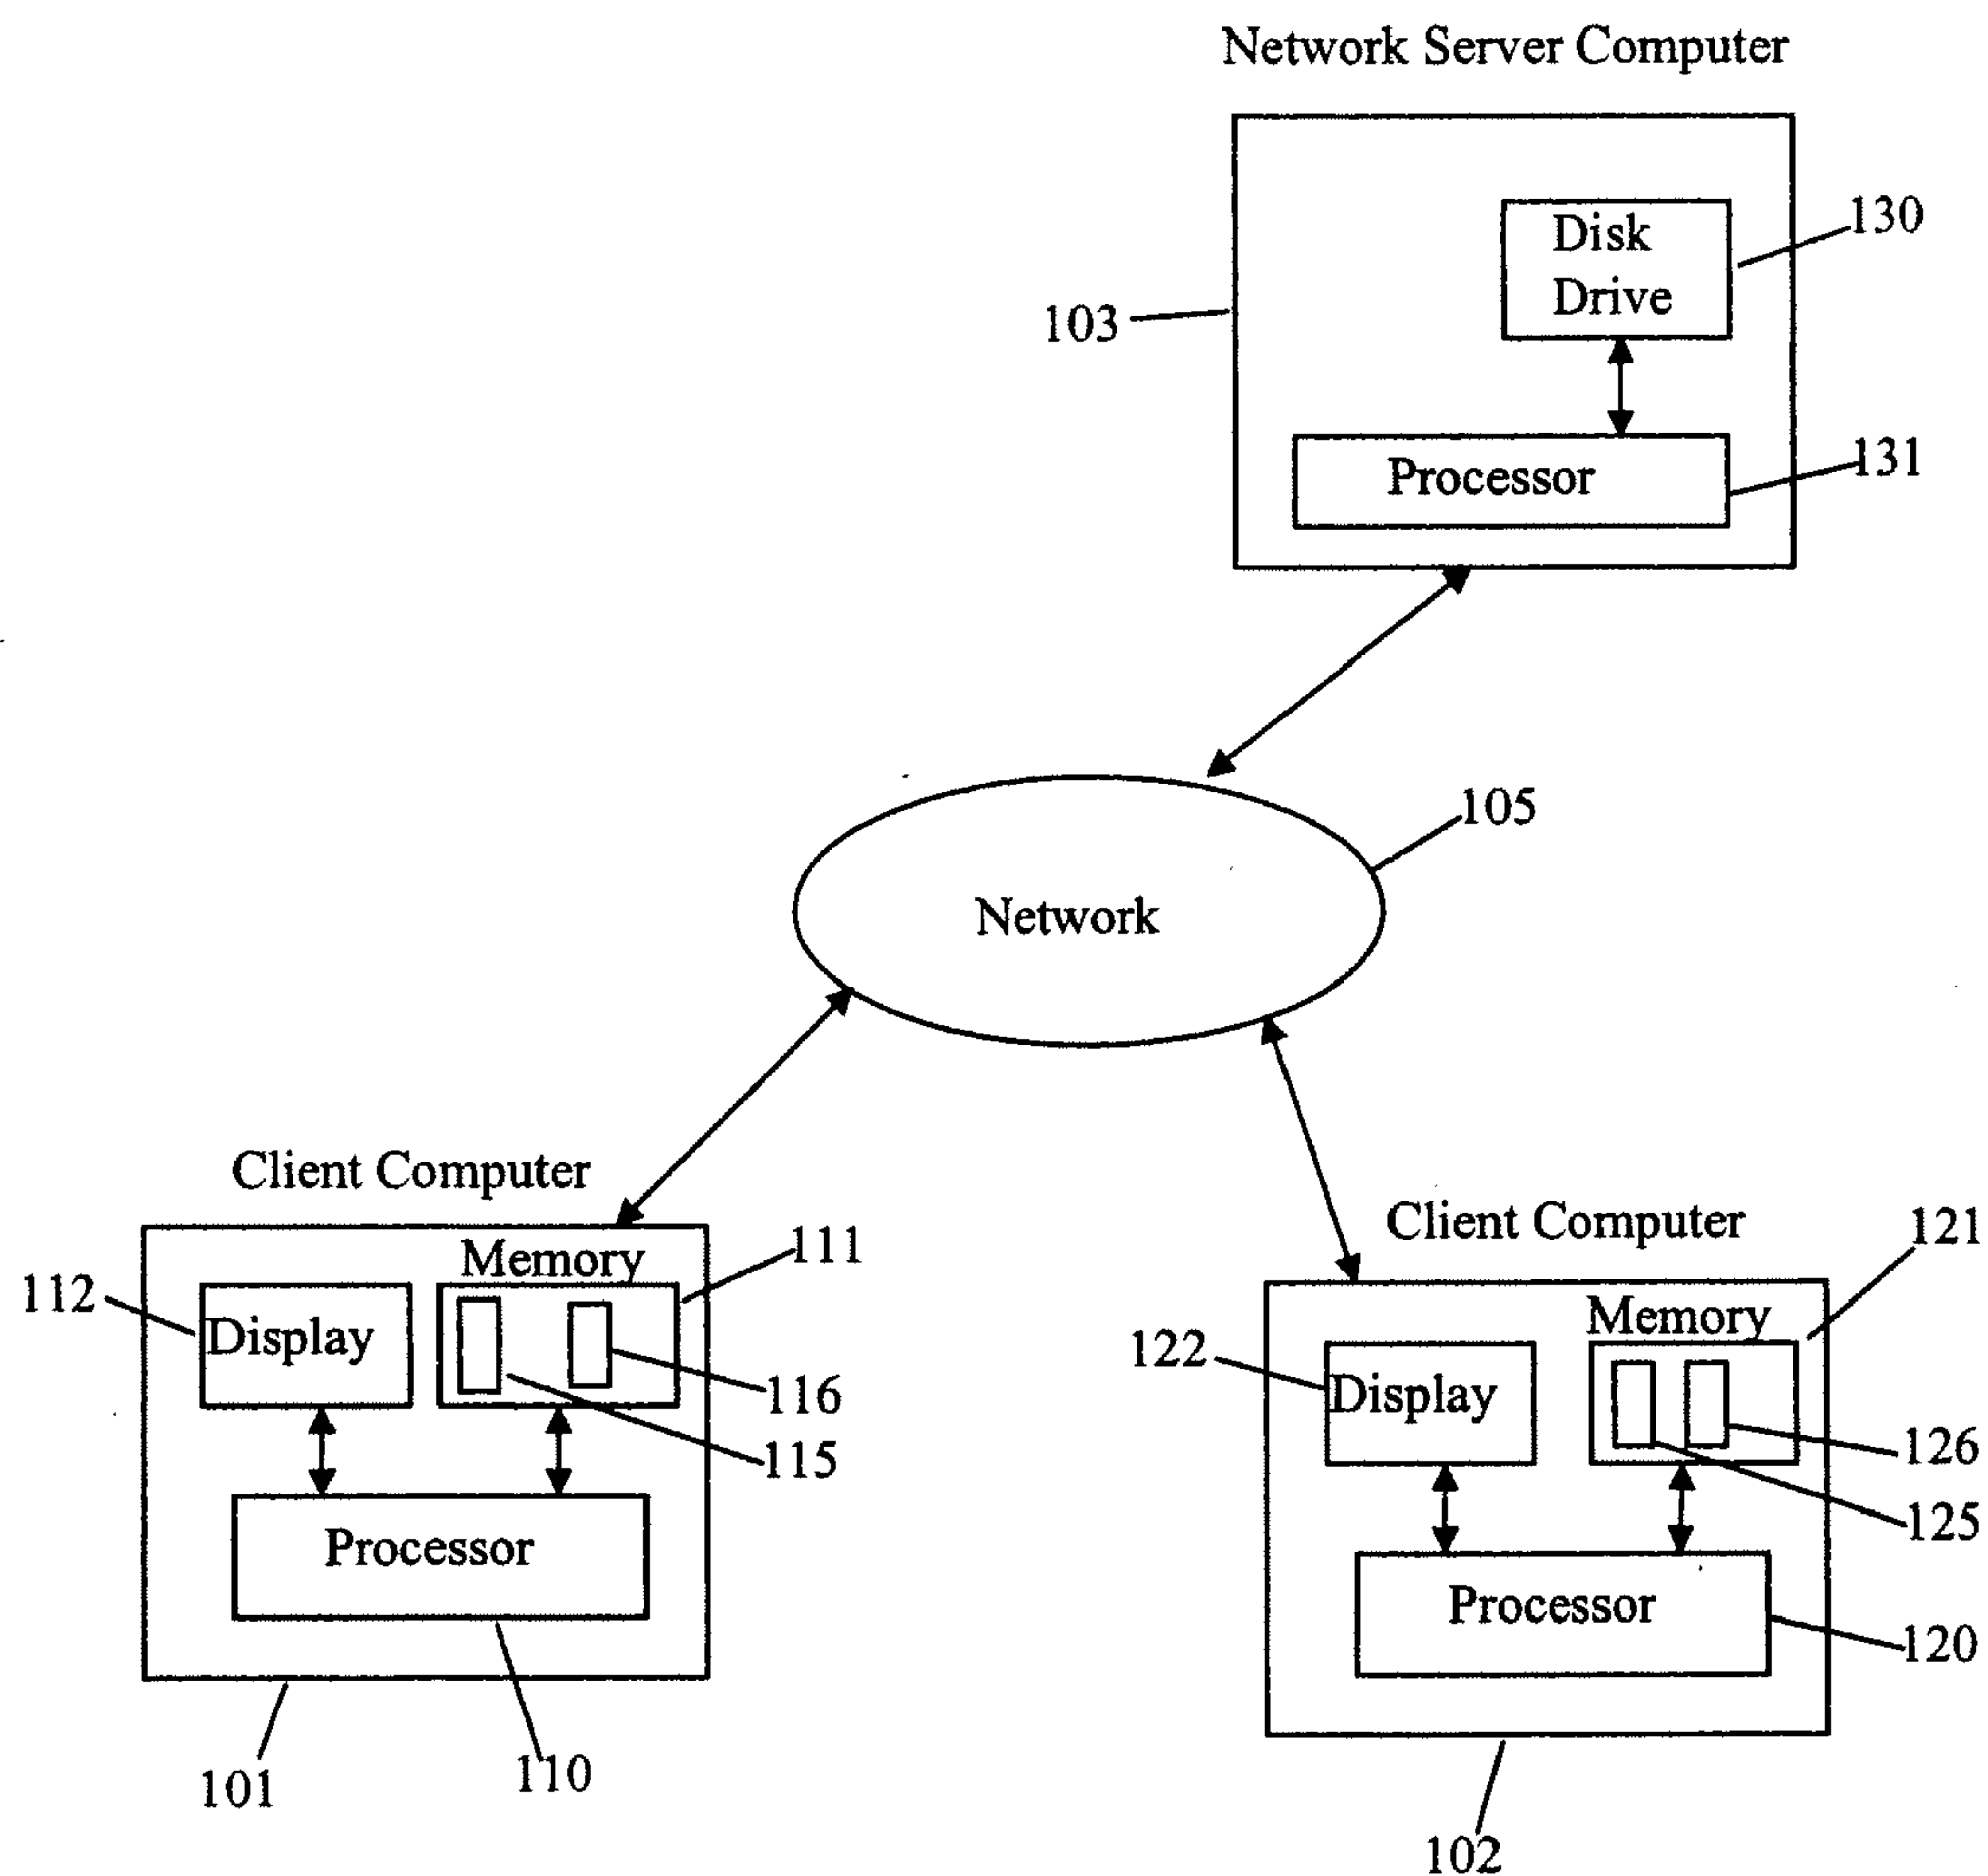 Network Server Computer
Disk
Drive
130
103
Processor
131
105
Network
Client Computer
Memory
111
112
Display
116
115
Processor
101
110
Client Computer
121
Memory
122
Display
126
125
Processor
120
102